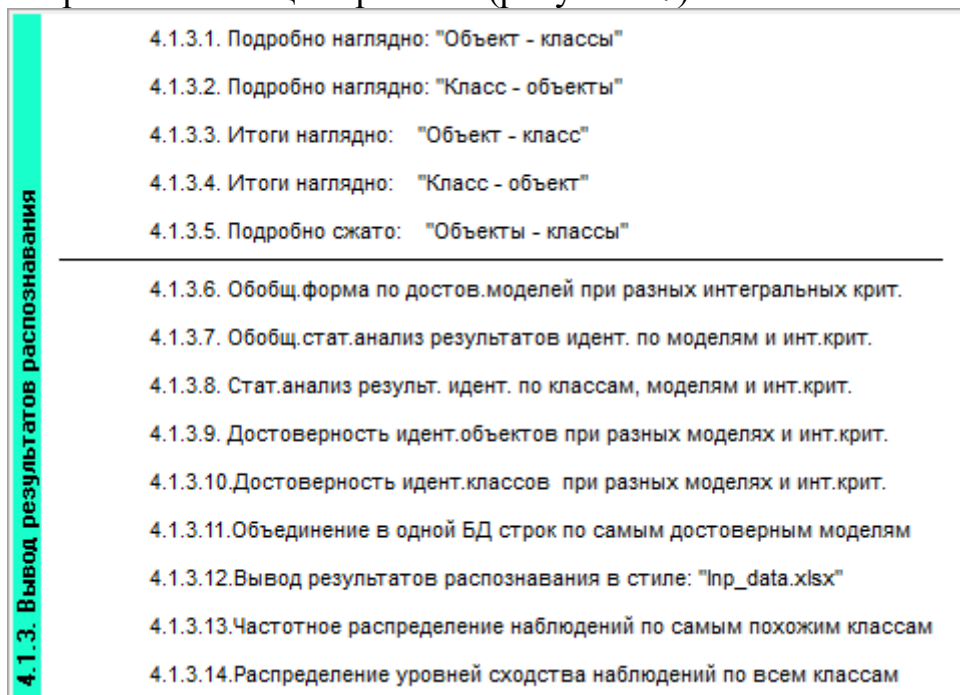 4.1.3. Вывод результатов распознавания
4.1.3.1. Подробно наглядно: "Объект - классы"
4.1.3.2. Подробно наглядно: "Класс - объекты"
4.1.3.3. Итоги наглядно: "Объект - класс"
4.1.3.4. Итоги наглядно: "Класс - объект"
4.1.3.5. Подробно сжато: "Объекты - классы"
4.1.3.6. Обобщ.форма по достов.моделей при разных интегральных крит.
4.1.3.7. Обобщ.стат.анализ результатов идент. по моделям и инт.крит.
4.1.3.8. Стат.анализ результ. идент. по классам, моделям и инт.крит.
4.1.3.9. Достоверность идент.объектов при разных моделях и инт.крит.
4.1.3.10.Достоверность идент.классов при разных моделях и инт.крит.
4.1.3.11.Объединение в одной БД строк по самым достоверным моделям
4.1.3.12.Вывод результатов распознавания в стиле: "Inp_data.xlsx"
4.1.3.13.Частотное распределение наблюдений по самым похожим классам
4.1.3.14.Распределение уровней сходства наблюдений по всем классам